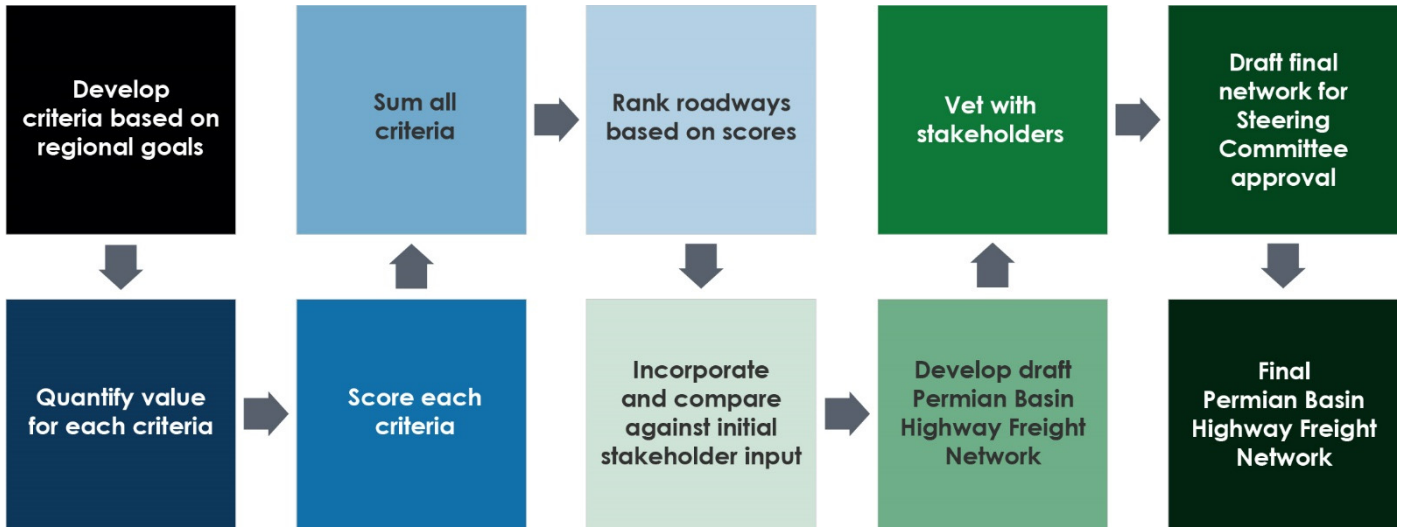 Develop
criteria based on
regional goals
Quantify value
for each criteria
Score each
criteria
Sum all
criteria
Rank roadways
based on scores
Incorporate
and compare
against initial
stakeholder input
Develop draft
Permian Basin
Highway Freight
Network
Vet with
stakeholders
Draft final
network for
Steering
Committee
approval
Final
Permian Basin
Highway Freight
Network